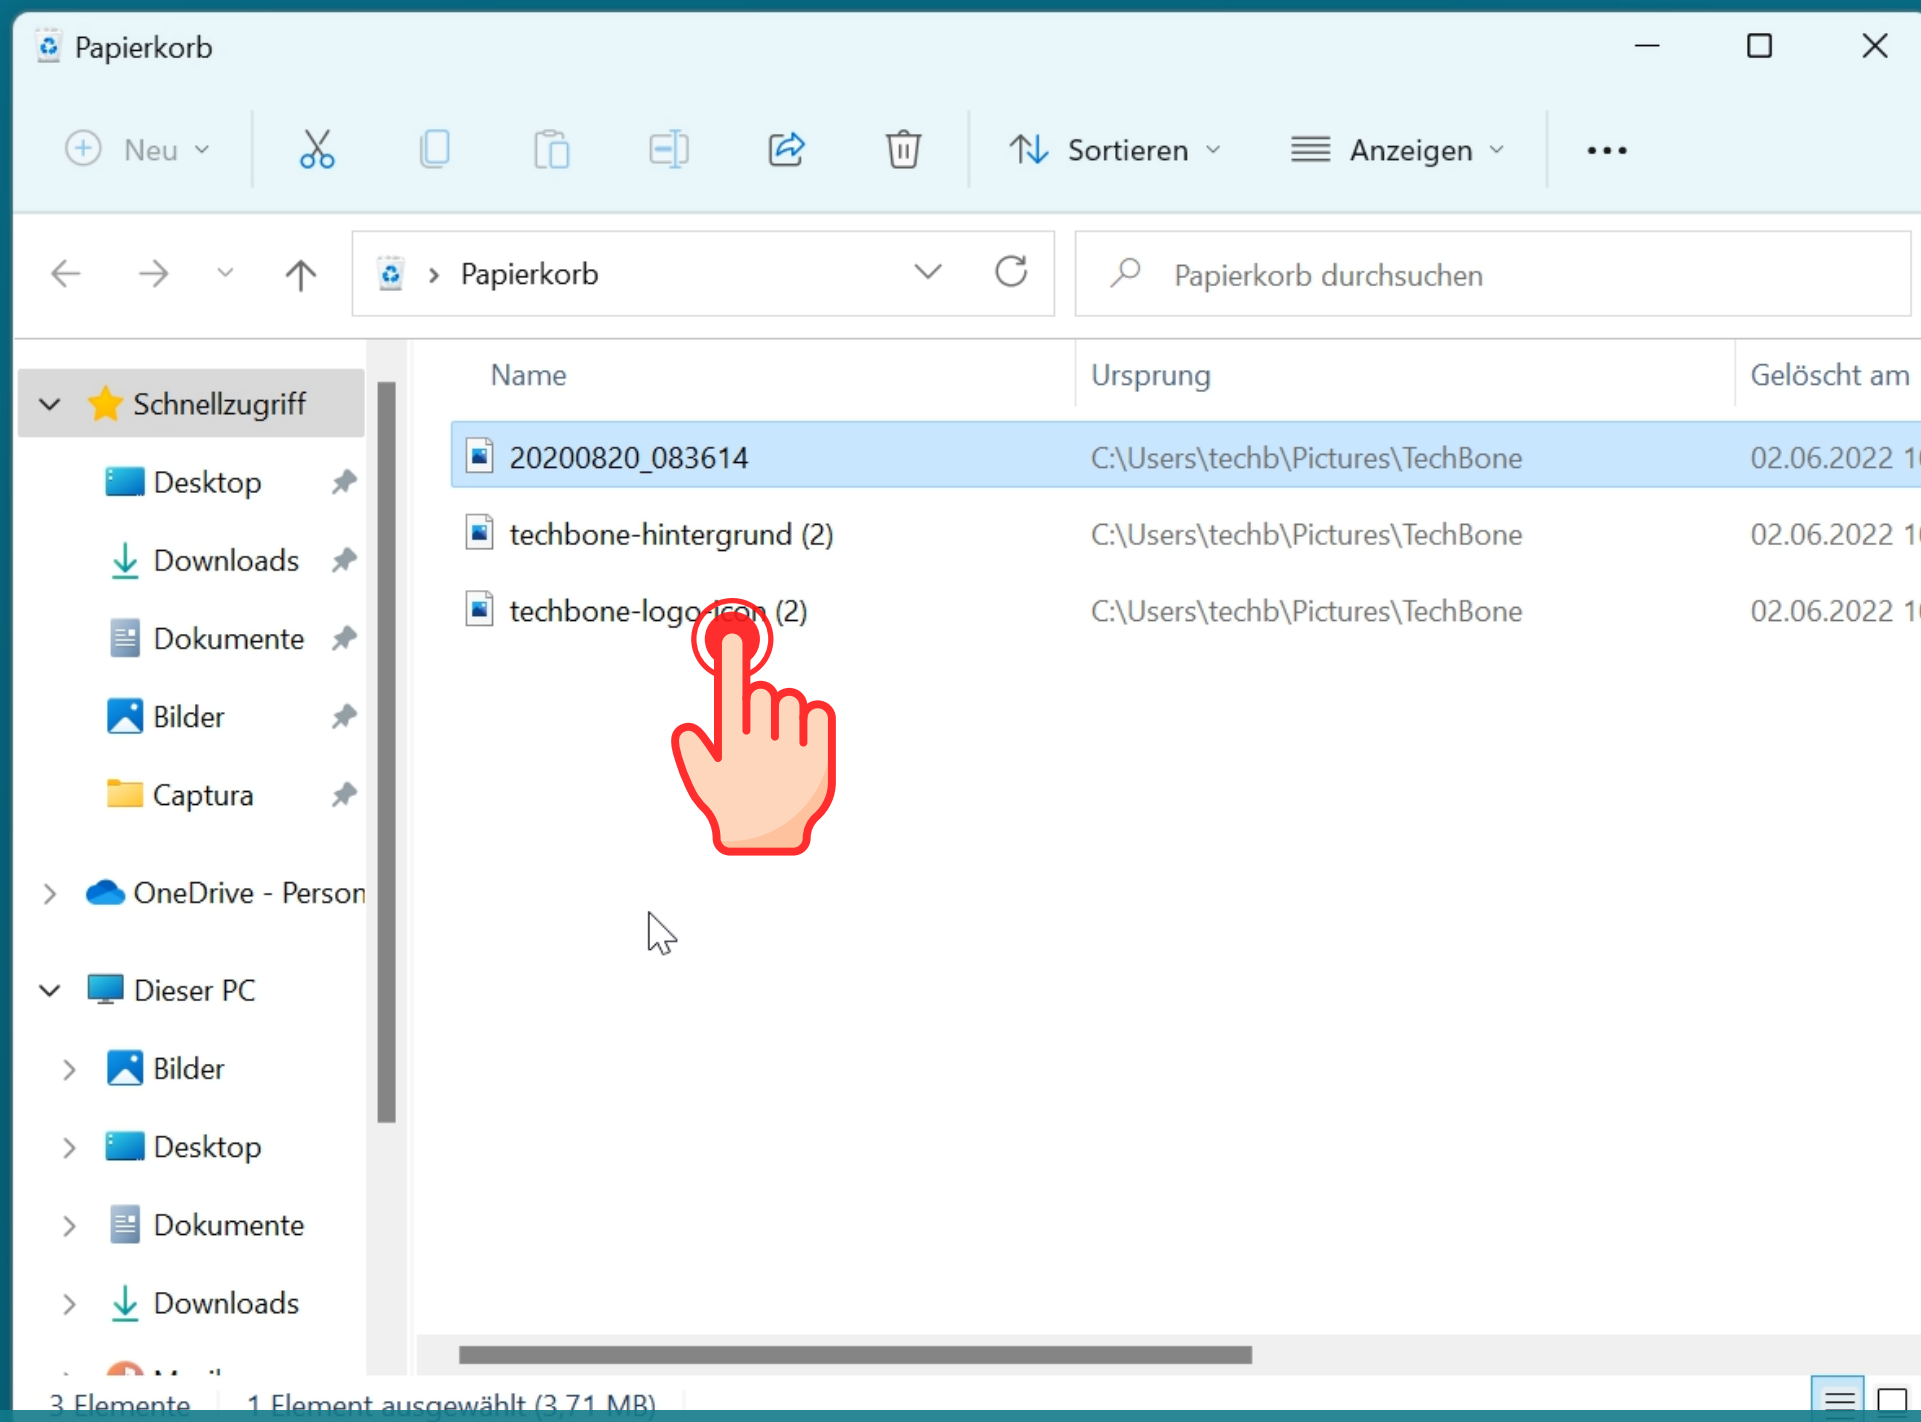 Papierkorb
Neu Sortieren Anzeigen
Papierkorb Papierkorb durchsuchen
Name Ursprung Gelöscht am
Schnellzugriff
20200820_083614 C:\Users\techb\Pictures\TechBone 02.06.2022
Desktop
techbone-hintergrund (2) C:\Users\techb\Pictures\TechBone 02.06.2022
Downloads
techbone-logo-icon (2) C:\Users\techb\Pictures\TechBone 02.06.2022
Dokumente
Bilder
Captura
OneDrive - Person
Dieser PC
Bilder
Desktop
Dokumente
Downloads
3 Elemente 1 Element ausgewählt (3,71 MB)